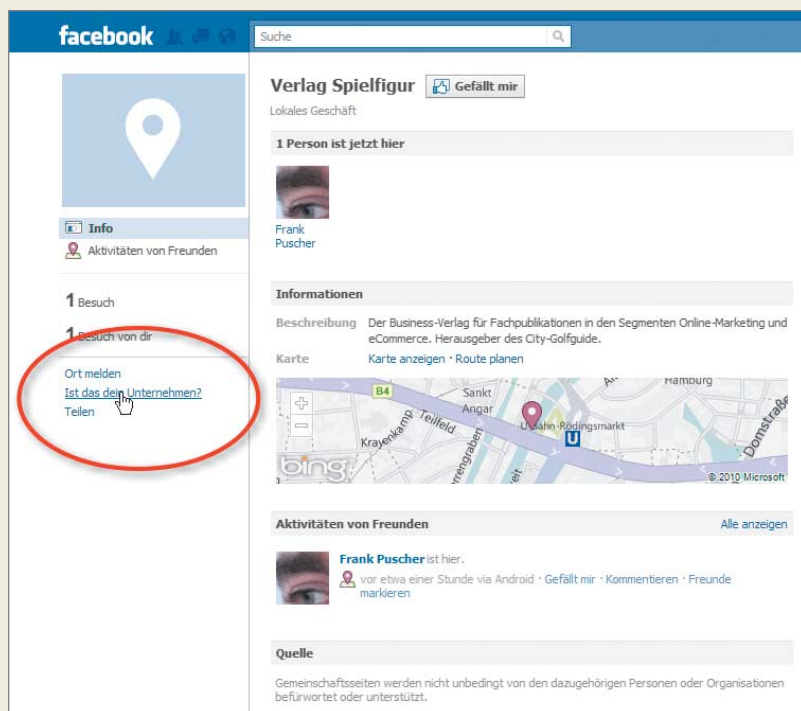 facebook
Suche
Verlag Spielfigur
Gefällt mir
Lokales Geschäft
1 Person ist jetzt hier
Frank
Puscher
Info
Aktivitäten von Freunden
1 Besuch
1 Besuch von dir
Ort melden
Ist das dein Unternehmen?
Teilen
Informationen
Beschreibung Der Business-Verlag für Fachpublikationen in den Segmenten Online-Marketing und
eCommerce. Herausgeber des City-Golfguide.
Karte Karte anzeigen · Route planen
B4
Sankt
Angar
Hamburg
Teilfeld
Krayenkamp
U-Bahn-Rödingsmarkt
U
Domstraße
bing
© 2010 Microsoft
Aktivitäten von Freunden
Alle anzeigen
Frank Puscher ist hier.
vor etwa einer Stunde via Android · Gefällt mir · Kommentieren · Freunde
markieren
Quelle
Gemeinschaftsseiten werden nicht unbedingt von den dazugehörigen Personen oder Organisationen
befürwortet oder unterstützt.